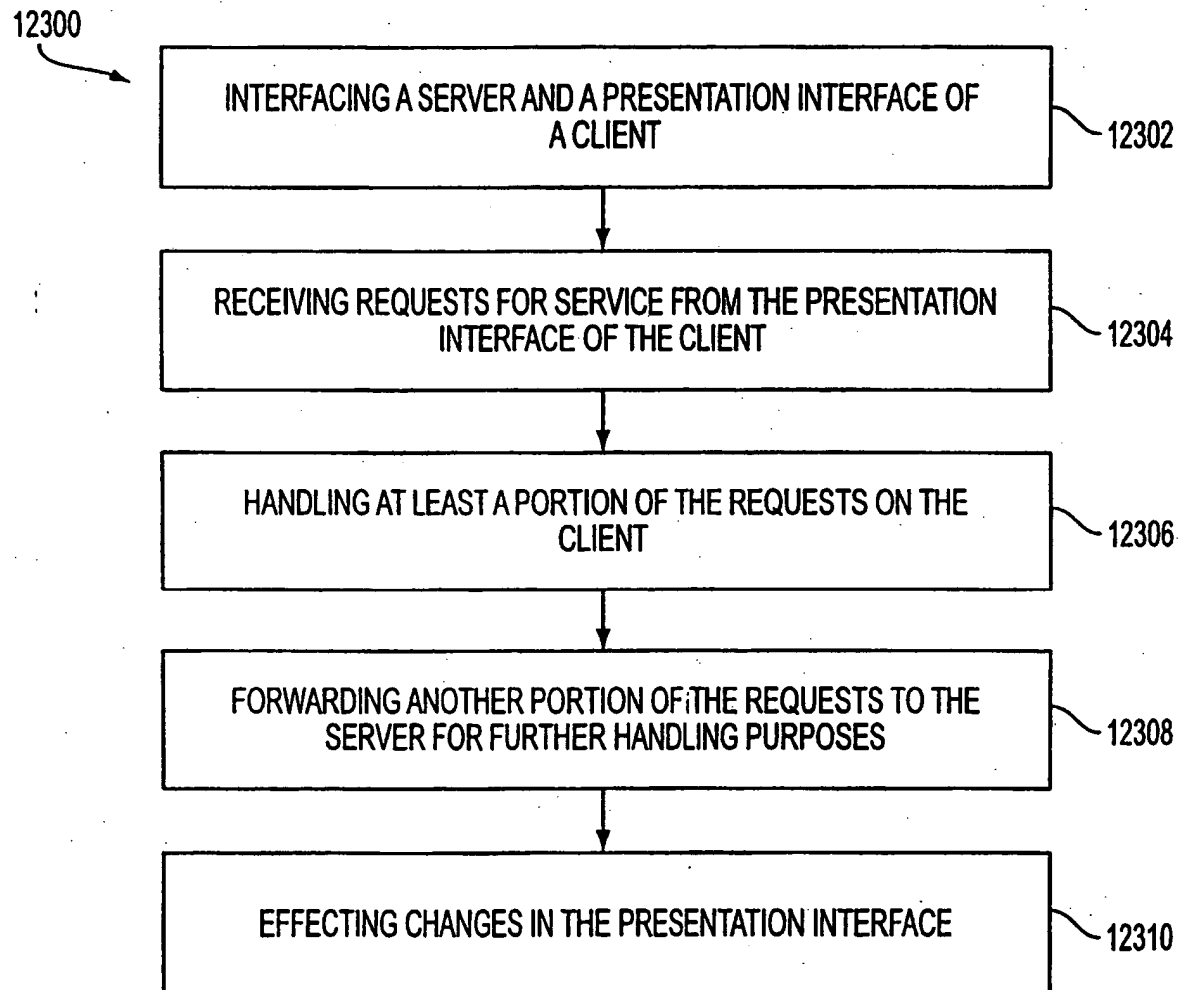 12300
INTERFACING A SERVER AND A PRESENTATION INTERFACE OF
A CLIENT
12302
RECEIVING REQUESTS FOR SERVICE FROM THE PRESENTATION
INTERFACE OF THE CLIENT
12304
HANDLING AT LEAST A PORTION OF THE REQUESTS ON THE
CLIENT
12306
FORWARDING ANOTHER PORTION OF THE REQUESTS TO THE
SERVER FOR FURTHER HANDLING PURPOSES
12308
EFFECTING CHANGES IN THE PRESENTATION INTERFACE
12310